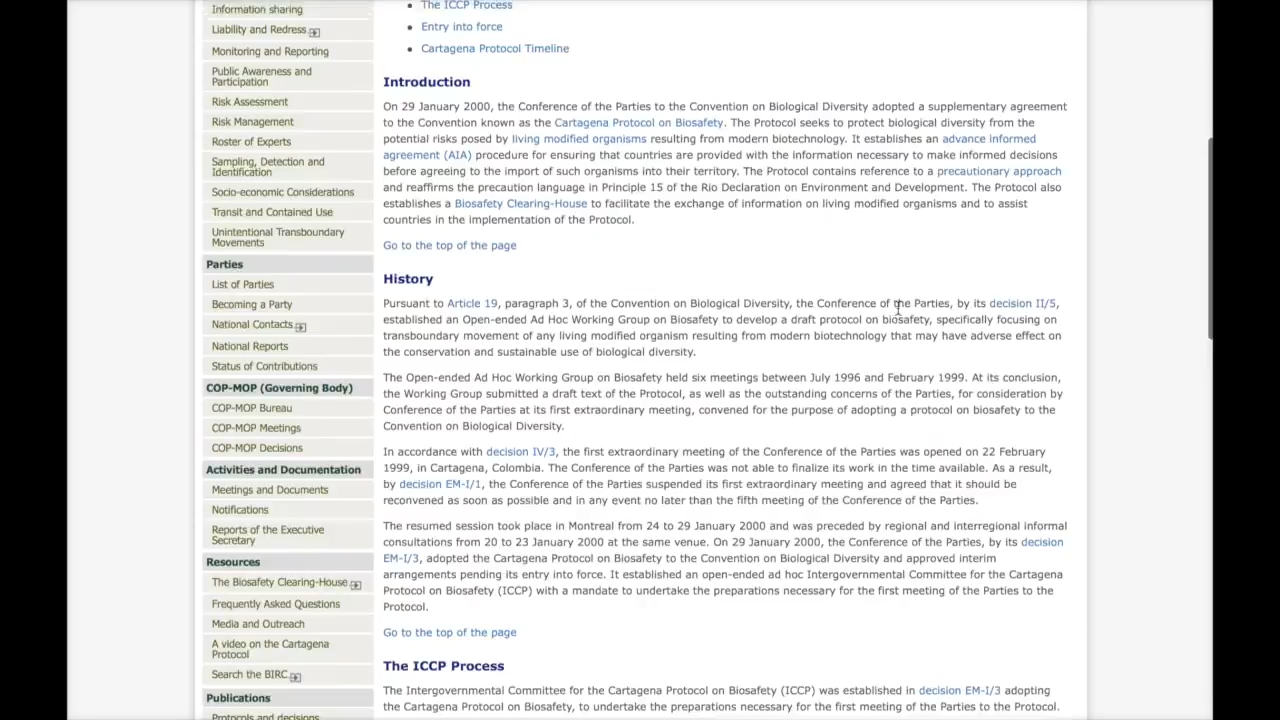 Information sharing
Liability and Redress
Monitoring and Reporting
Public Awareness and
Participation
Risk Assessment
Risk Management
Roster of Experts
Sampling, Detection and
Identification
Socio-economic Considerations
Transit and Contained Use
Unintentional Transboundary
Movements
Parties
List of Parties
Becoming a Party
National Contacts
National Reports
Status of Contributions
COP-MOP (Governing Body)
COP-MOP Bureau
COP-MOP Meetings
COP-MOP Decisions
Activities and Documentation
Meetings and Documents
Notifications
Reports of the Executive
Secretary
Resources
The Biosafety Clearing-House
Frequently Asked Questions
Media and Outreach
A video on the Cartagena
Protocol
Search the BIRC
Publications
Protocols and decisions
The ICCP Process
Entry into force
Cartagena Protocol Timeline
Introduction
On 29 January 2000, the Conference of the Parties to the Convention on Biological Diversity adopted a supplementary agreement
to the Convention known as the Cartagena Protocol on Biosafety. The Protocol seeks to protect biological diversity from the
potential risks posed by living modified organisms resulting from modern biotechnology. It establishes an advance informed
agreement (AIA) procedure for ensuring that countries are provided with the information necessary to make informed decisions
before agreeing to the import of such organisms into their territory. The Protocol contains reference to a precautionary approach
and reaffirms the precaution language in Principle 15 of the Rio Declaration on Environment and Development. The Protocol also
establishes a Biosafety Clearing-House to facilitate the exchange of information on living modified organisms and to assist
countries in the implementation of the Protocol.
Go to the top of the page
History
Pursuant to Article 19, paragraph 3, of the Convention on Biological Diversity, the Conference of the Parties, by its decision II/5,
established an Open-ended Ad Hoc Working Group on Biosafety to develop a draft protocol on biosafety, specifically focusing on
transboundary movement of any living modified organism resulting from modern biotechnology that may have adverse effect on
the conservation and sustainable use of biological diversity.
The Open-ended Ad Hoc Working Group on Biosafety held six meetings between July 1996 and February 1999. At its conclusion,
the Working Group submitted a draft text of the Protocol, as well as the outstanding concerns of the Parties, for consideration by
Conference of the Parties at its first extraordinary meeting, convened for the purpose of adopting a protocol on biosafety to the
Convention on Biological Diversity.
In accordance with decision IV/3, the first extraordinary meeting of the Conference of the Parties was opened on 22 February
1999, in Cartagena, Colombia. The Conference of the Parties was not able to finalize its work in the time available. As a result,
by decision EM-I/1, the Conference of the Parties suspended its first extraordinary meeting and agreed that it should be
reconvened as soon as possible and in any event no later than the fifth meeting of the Conference of the Parties.
The resumed session took place in Montreal from 24 to 29 January 2000 and was preceded by regional and interregional informal
consultations from 20 to 23 January 2000 at the same venue. On 29 January 2000, the Conference of the Parties, by its decision
EM-I/3, adopted the Cartagena Protocol on Biosafety to the Convention on Biological Diversity and approved interim
arrangements pending its entry into force. It established an open-ended ad hoc Intergovernmental Committee for the Cartagena
Protocol on Biosafety (ICCP) with a mandate to undertake the preparations necessary for the first meeting of the Parties to the
Protocol.
Go to the top of the page
The ICCP Process
The Intergovernmental Committee for the Cartagena Protocol on Biosafety (ICCP) was established in decision EM-I/3 adopting
the Cartagena Protocol on Biosafety, to undertake the preparations necessary for the first meeting of the Parties to the Protocol.